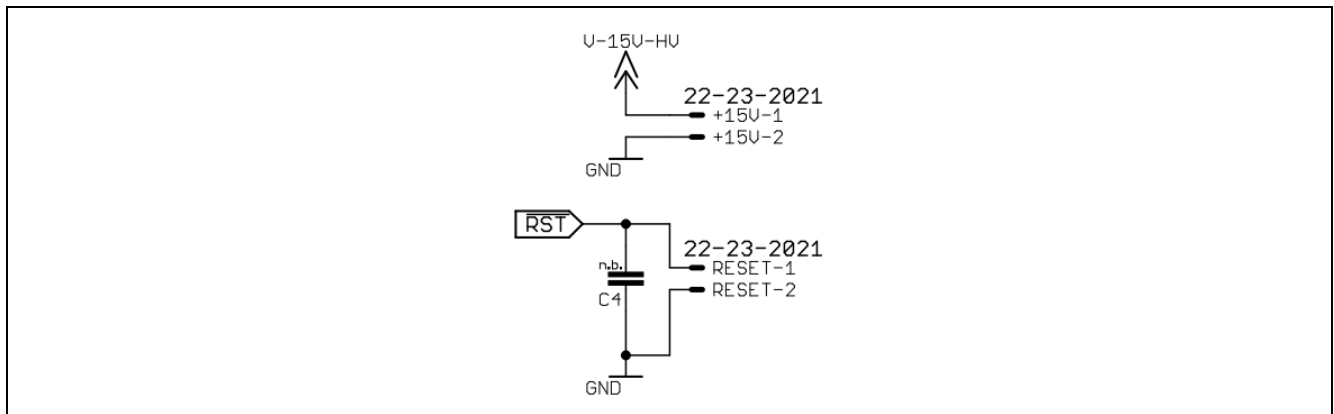 V-15V-HV
22-23-2021
+15V-1
+15V-2
GND
RST
22-23-2021
n.b.
RESET-1
C4
RESET-2
GND